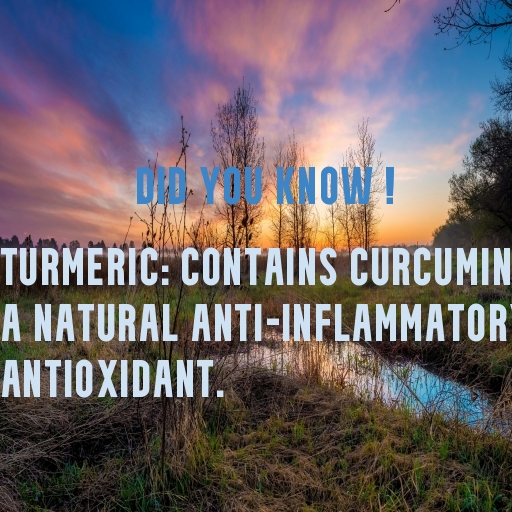 DID YOU KNOW !
TURMERIC: CONTAINS CURCUMIN
A NATURAL ANTI-INFLAMMATORY
ANTIOXIDANT.